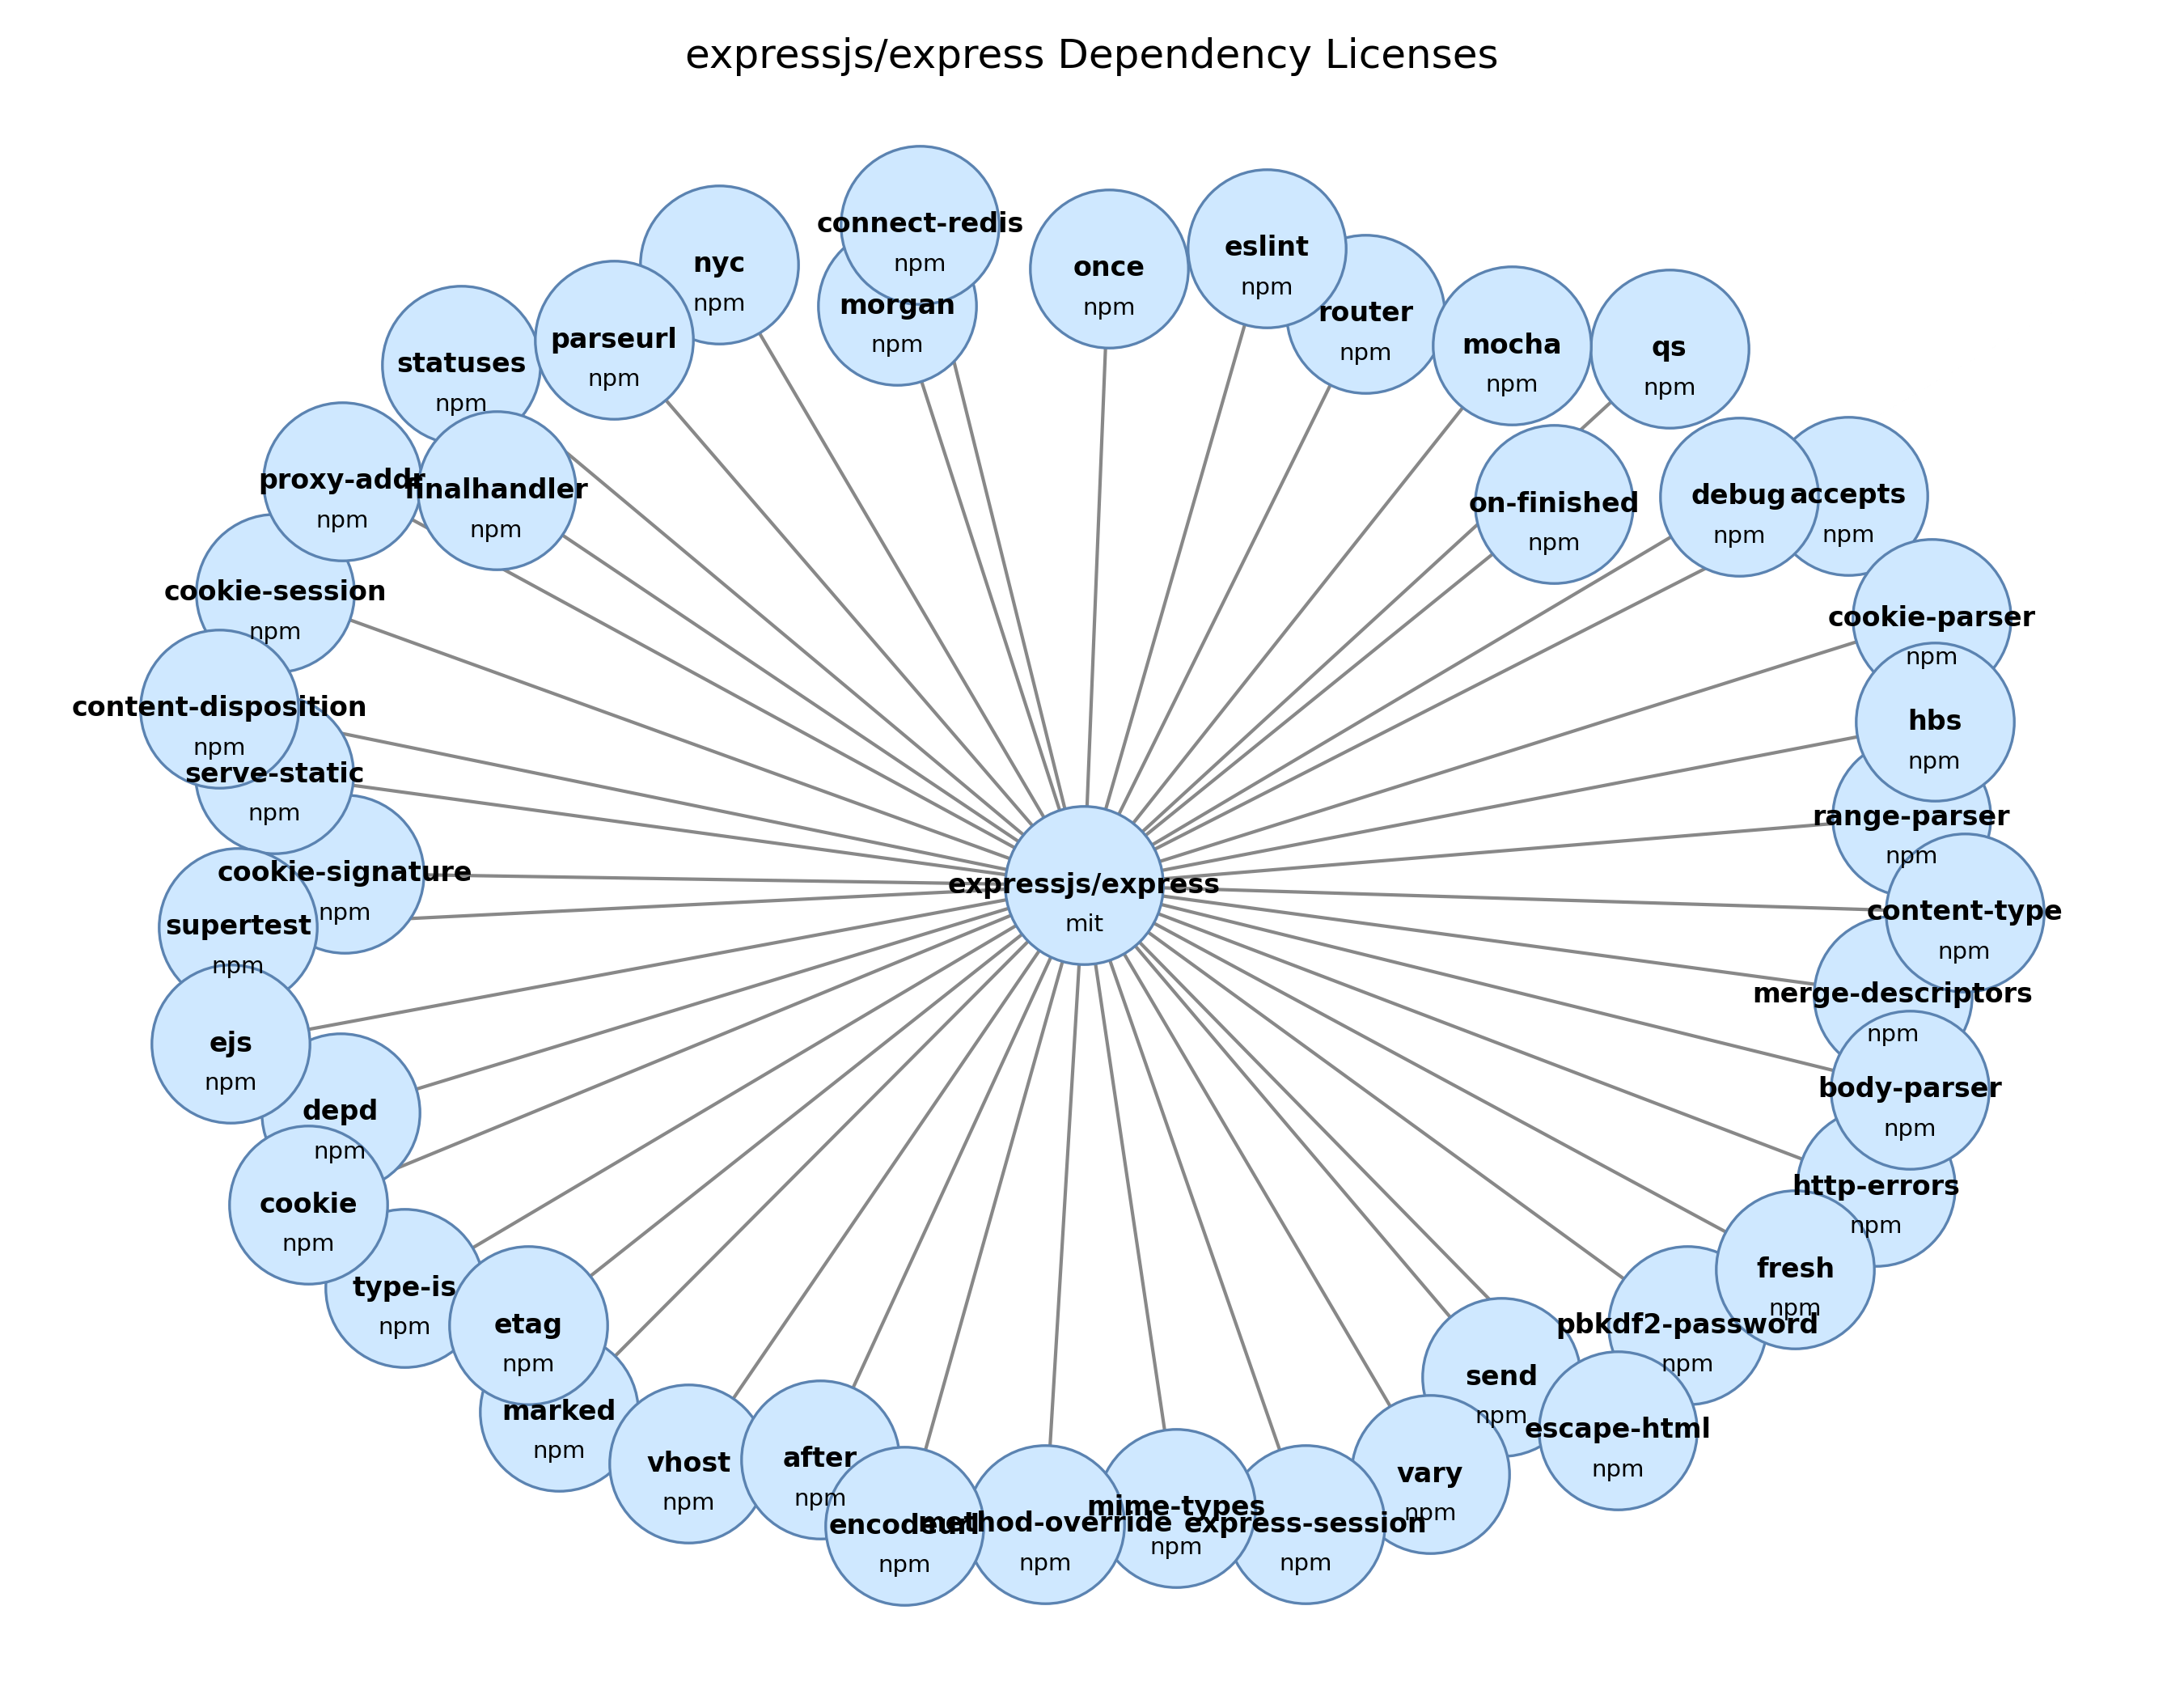 expressjs/express Dependency Licenses
connect-redis
npm
eslint
npm
nyc
npm
once
npm
morgan
npm
router
npm
parseurl
npm
mocha
npm
qs
npm
statuses
npm
proxy-addr
npm
finalhandler
npm
on-finished
npm
debug
npm
accepts
npm
cookie-session
npm
cookie-parser
npm
content-disposition
npm
hbs
npm
serve-static
npm
range-parser
npm
cookie-signature
npm
expressjs/express
mit
content-type
npm
supertest
npm
merge-descriptors
npm
ejs
npm
body-parser
npm
depd
npm
http-errors
npm
cookie
npm
fresh
npm
type-is
npm
etag
npm
pbkdf2-password
npm
send
npm
marked
npm
escape-html
npm
vhost
npm
after
npm
vary
npm
encodeurl
npm
method-override
npm
mime-types
npm
express-session
npm